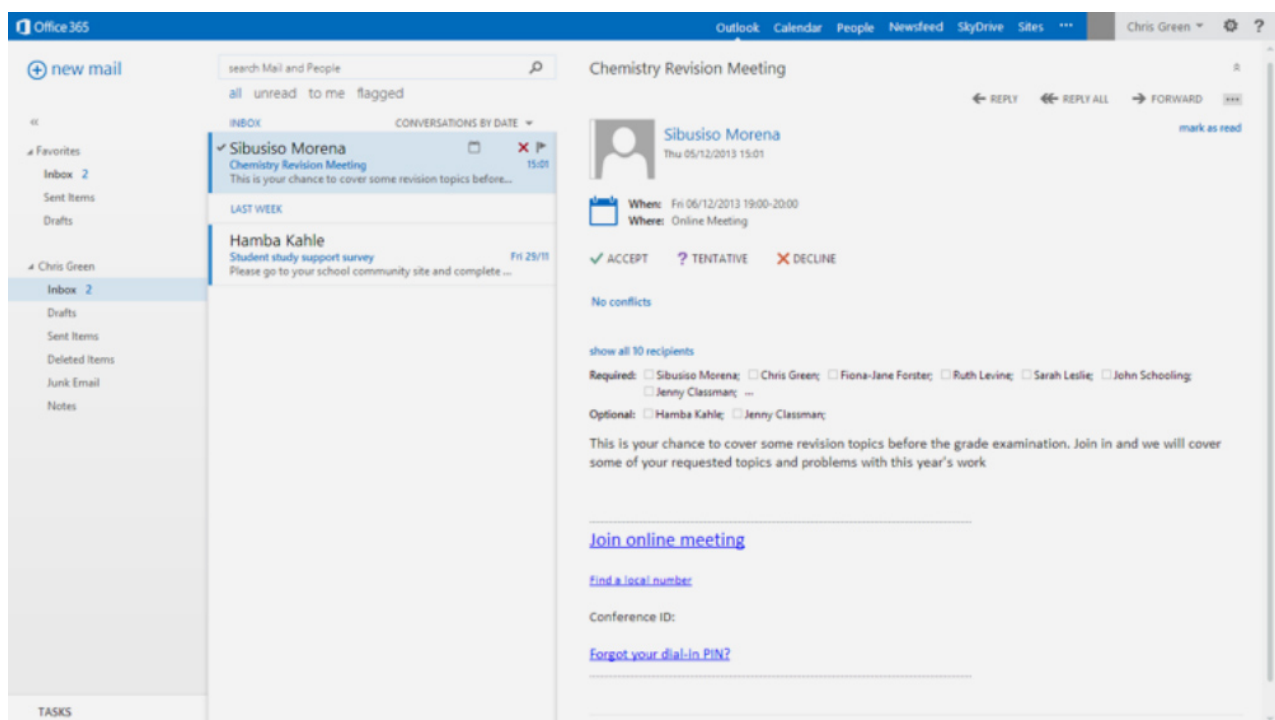 Office 365
Outlook Calendar People Newsfeed SkyDrive Sites ··· Chris Green ?
new mail
«
Favorites
Inbox 2
Sent Items
Drafts
Chris Green
Inbox 2
Drafts
Sent Items
Deleted Items
Junk Email
Notes
TASKS
search Mail and People
all unread to me flagged
INBOX CONVERSATIONS BY DATE
Sibusiso Morena
Chemistry Revision Meeting 15:01
This is your chance to cover some revision topics before...
LAST WEEK
Hamba Kahle
Student study support survey Fri 29/11
Please go to your school community site and complete ...
Chemistry Revision Meeting
REPLY REPLY ALL FORWARD ···
mark as read
Sibusiso Morena
Thu 05/12/2013 15:01
When: Fri 06/12/2013 19:00-20:00
Where: Online Meeting
ACCEPT ? TENTATIVE DECLINE
No conflicts
show all 10 recipients
Required: Sibusiso Morena; Chris Green; Fiona-Jane Forster; Ruth Levine; Sarah Leslie; John Schooling;
Jenny Classman; ...
Optional: Hamba Kahle; Jenny Classman;
This is your chance to cover some revision topics before the grade examination. Join in and we will cover
some of your requested topics and problems with this year's work
Join online meeting
Find a local number
Conference ID:
Forgot your dial-in PIN?